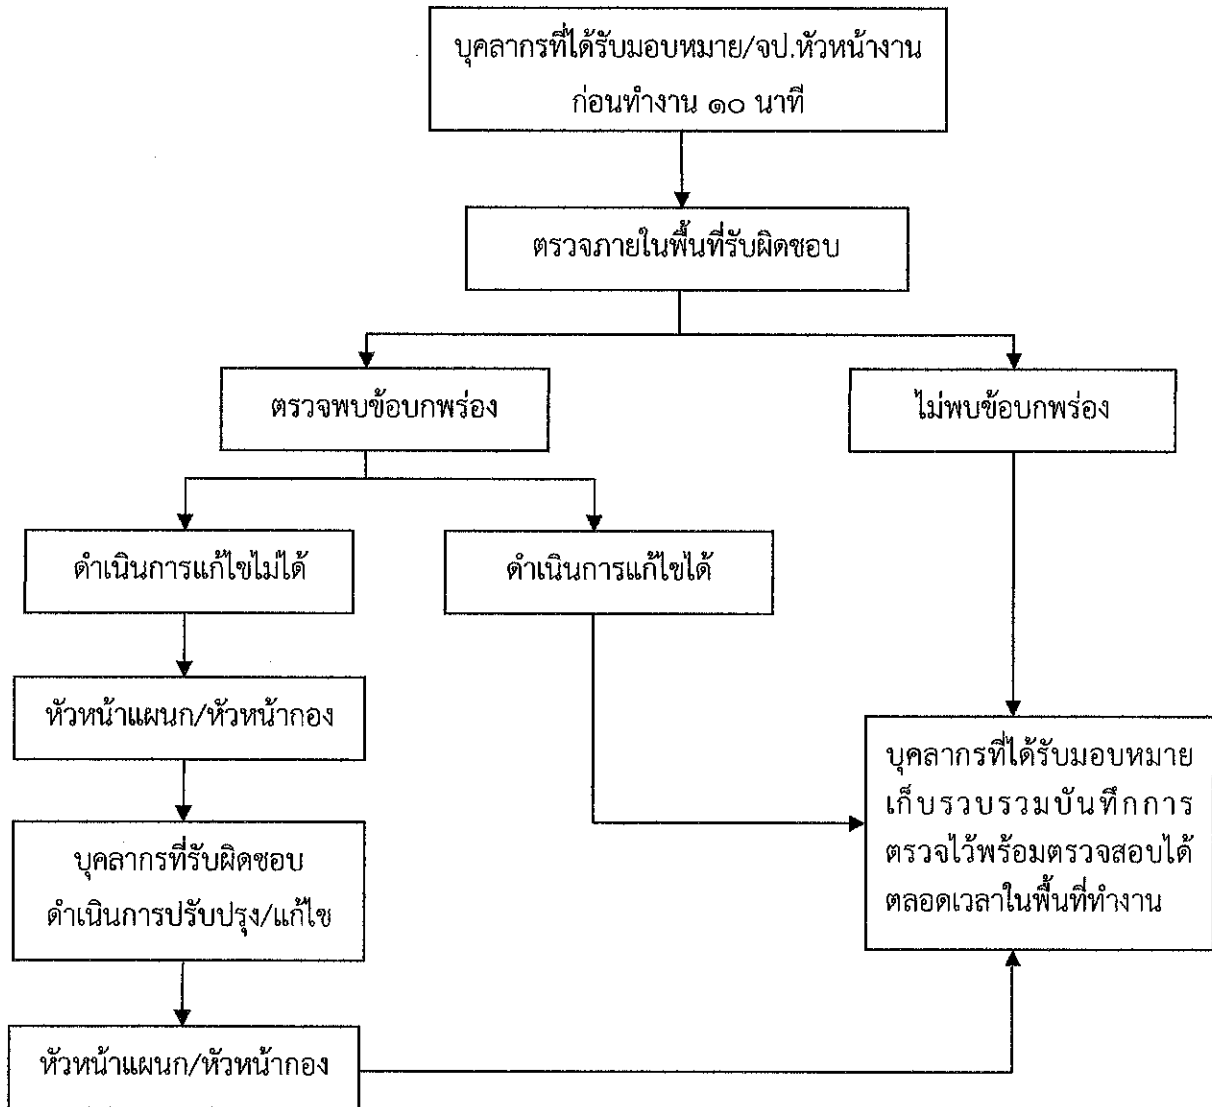 บุคลากรที่ได้รับมอบหมาย/จป.หัวหน้างาน
ก่อนทำงาน ๑๐ นาที
ตรวจภายในพื้นที่รับผิดชอบ
ตรวจพบข้อบกพร่อง
ไม่พบข้อบกพร่อง
ดำเนินการแก้ไขไม่ได้
ดำเนินการแก้ไขได้
หัวหน้าแผนก/หัวหน้ากอง
บุคลากรที่ได้รับมอบหมาย
เก็บรวบรวมบันทึกการ
ตรวจไว้พร้อมตรวจสอบได้
ตลอดเวลาในพื้นที่ทำงาน
บุคลากรที่รับผิดชอบ
ดำเนินการปรับปรุง/แก้ไข
หัวหน้าแผนก/หัวหน้ากอง